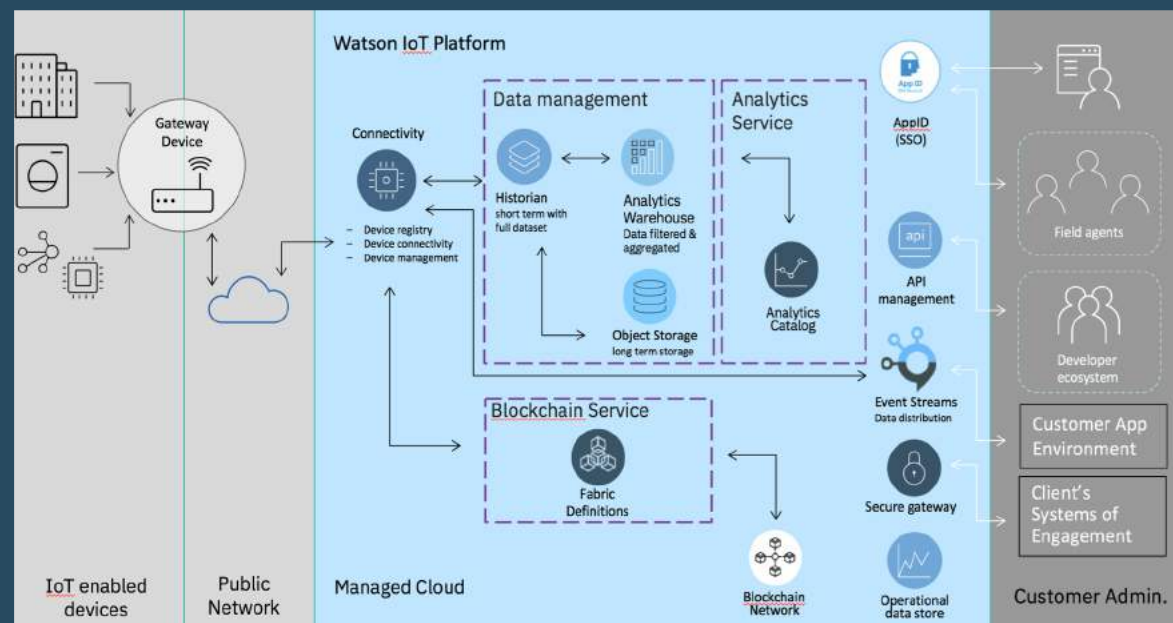 Watson IoT Platform
Gateway
Device
IoT enabled
devices
Public
Network
Connectivity
– Device registry
– Device connectivity
– Device management
Data management
Historian
short term with
full dataset
Analytics
Warehouse
Data filtered &
aggregated
Object Storage
long term storage
Analytics
Service
Analytics
Catalog
Blockchain Service
Fabric
Definitions
Blockchain
Network
Managed Cloud
App ID
AppID
(SSO)
api
API
management
Event Streams
Data distribution
Secure gateway
Operational
data store
Field agents
Developer
ecosystem
Customer App
Environment
Client's
Systems of
Engagement
Customer Admin.